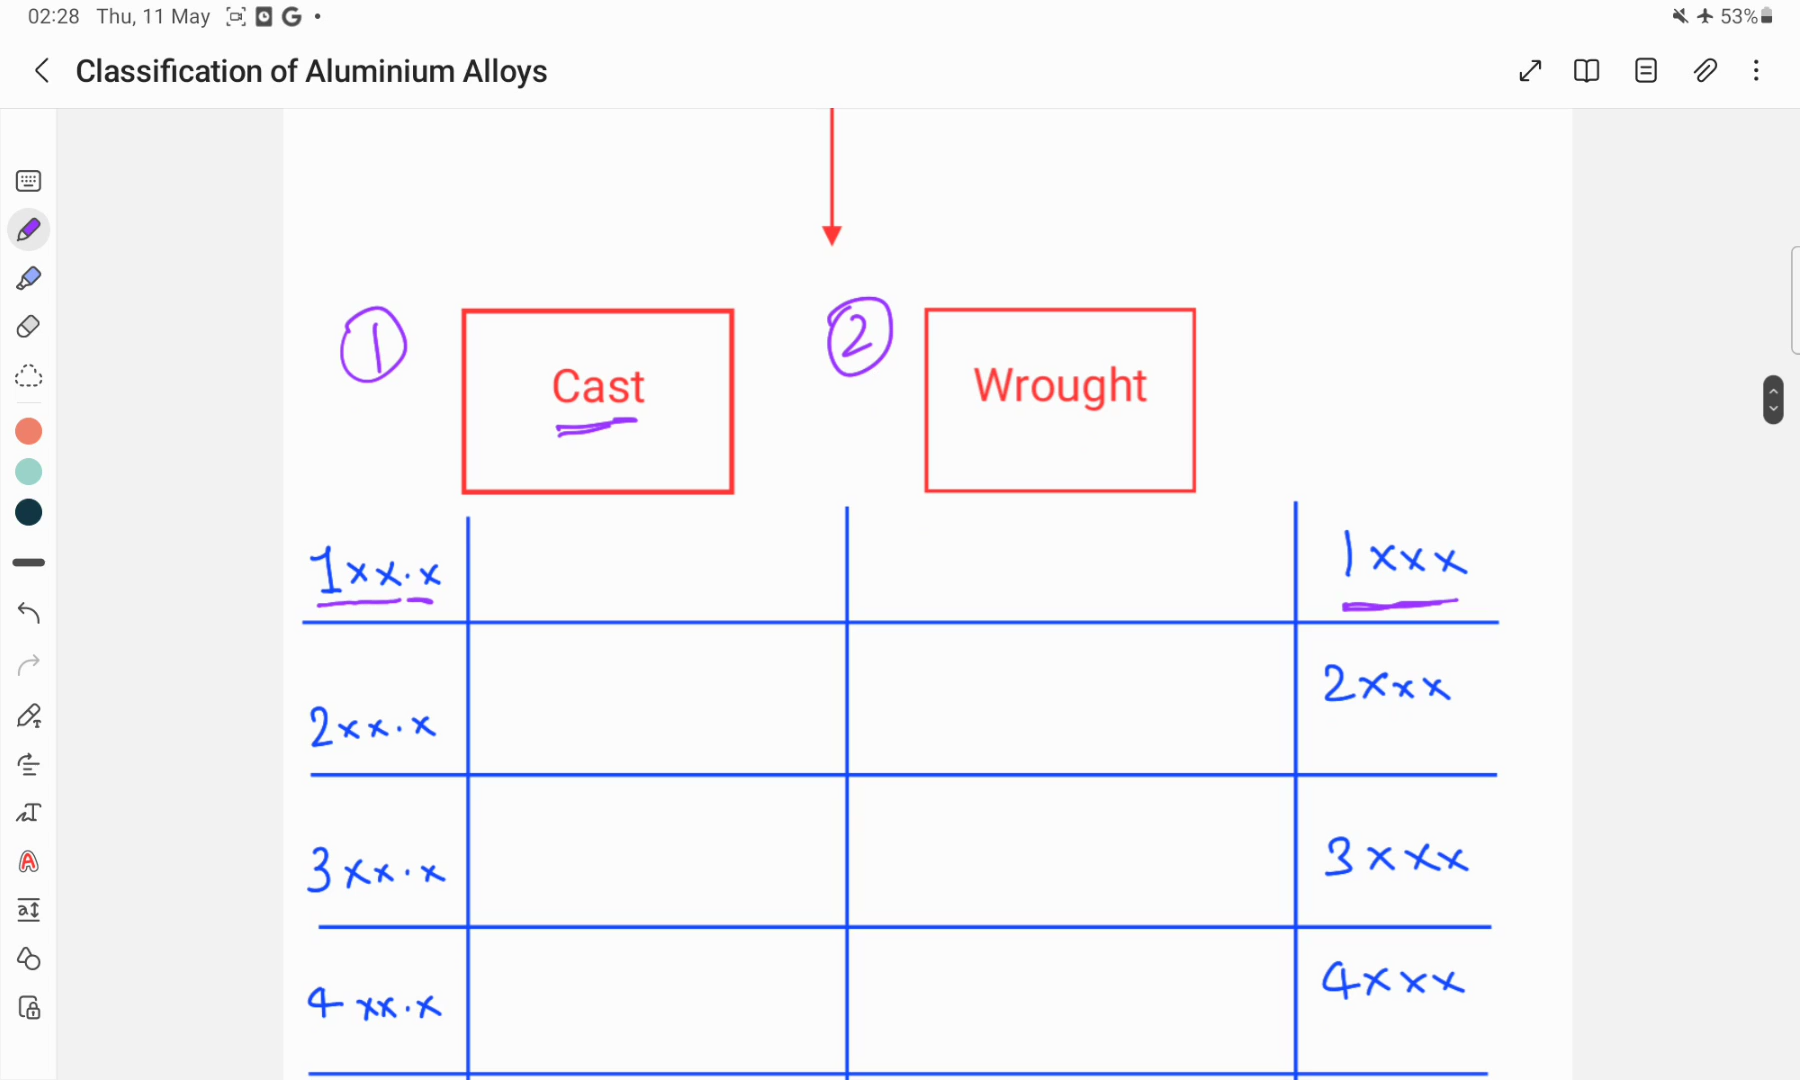 02:28 Thu, 11 May 53%
Classification of Aluminium Alloys
1 2
Cast Wrought
1xx.x 1xxx
2xx.x 2xxx
3xx.x 3xxx
4xx.x 4xxx